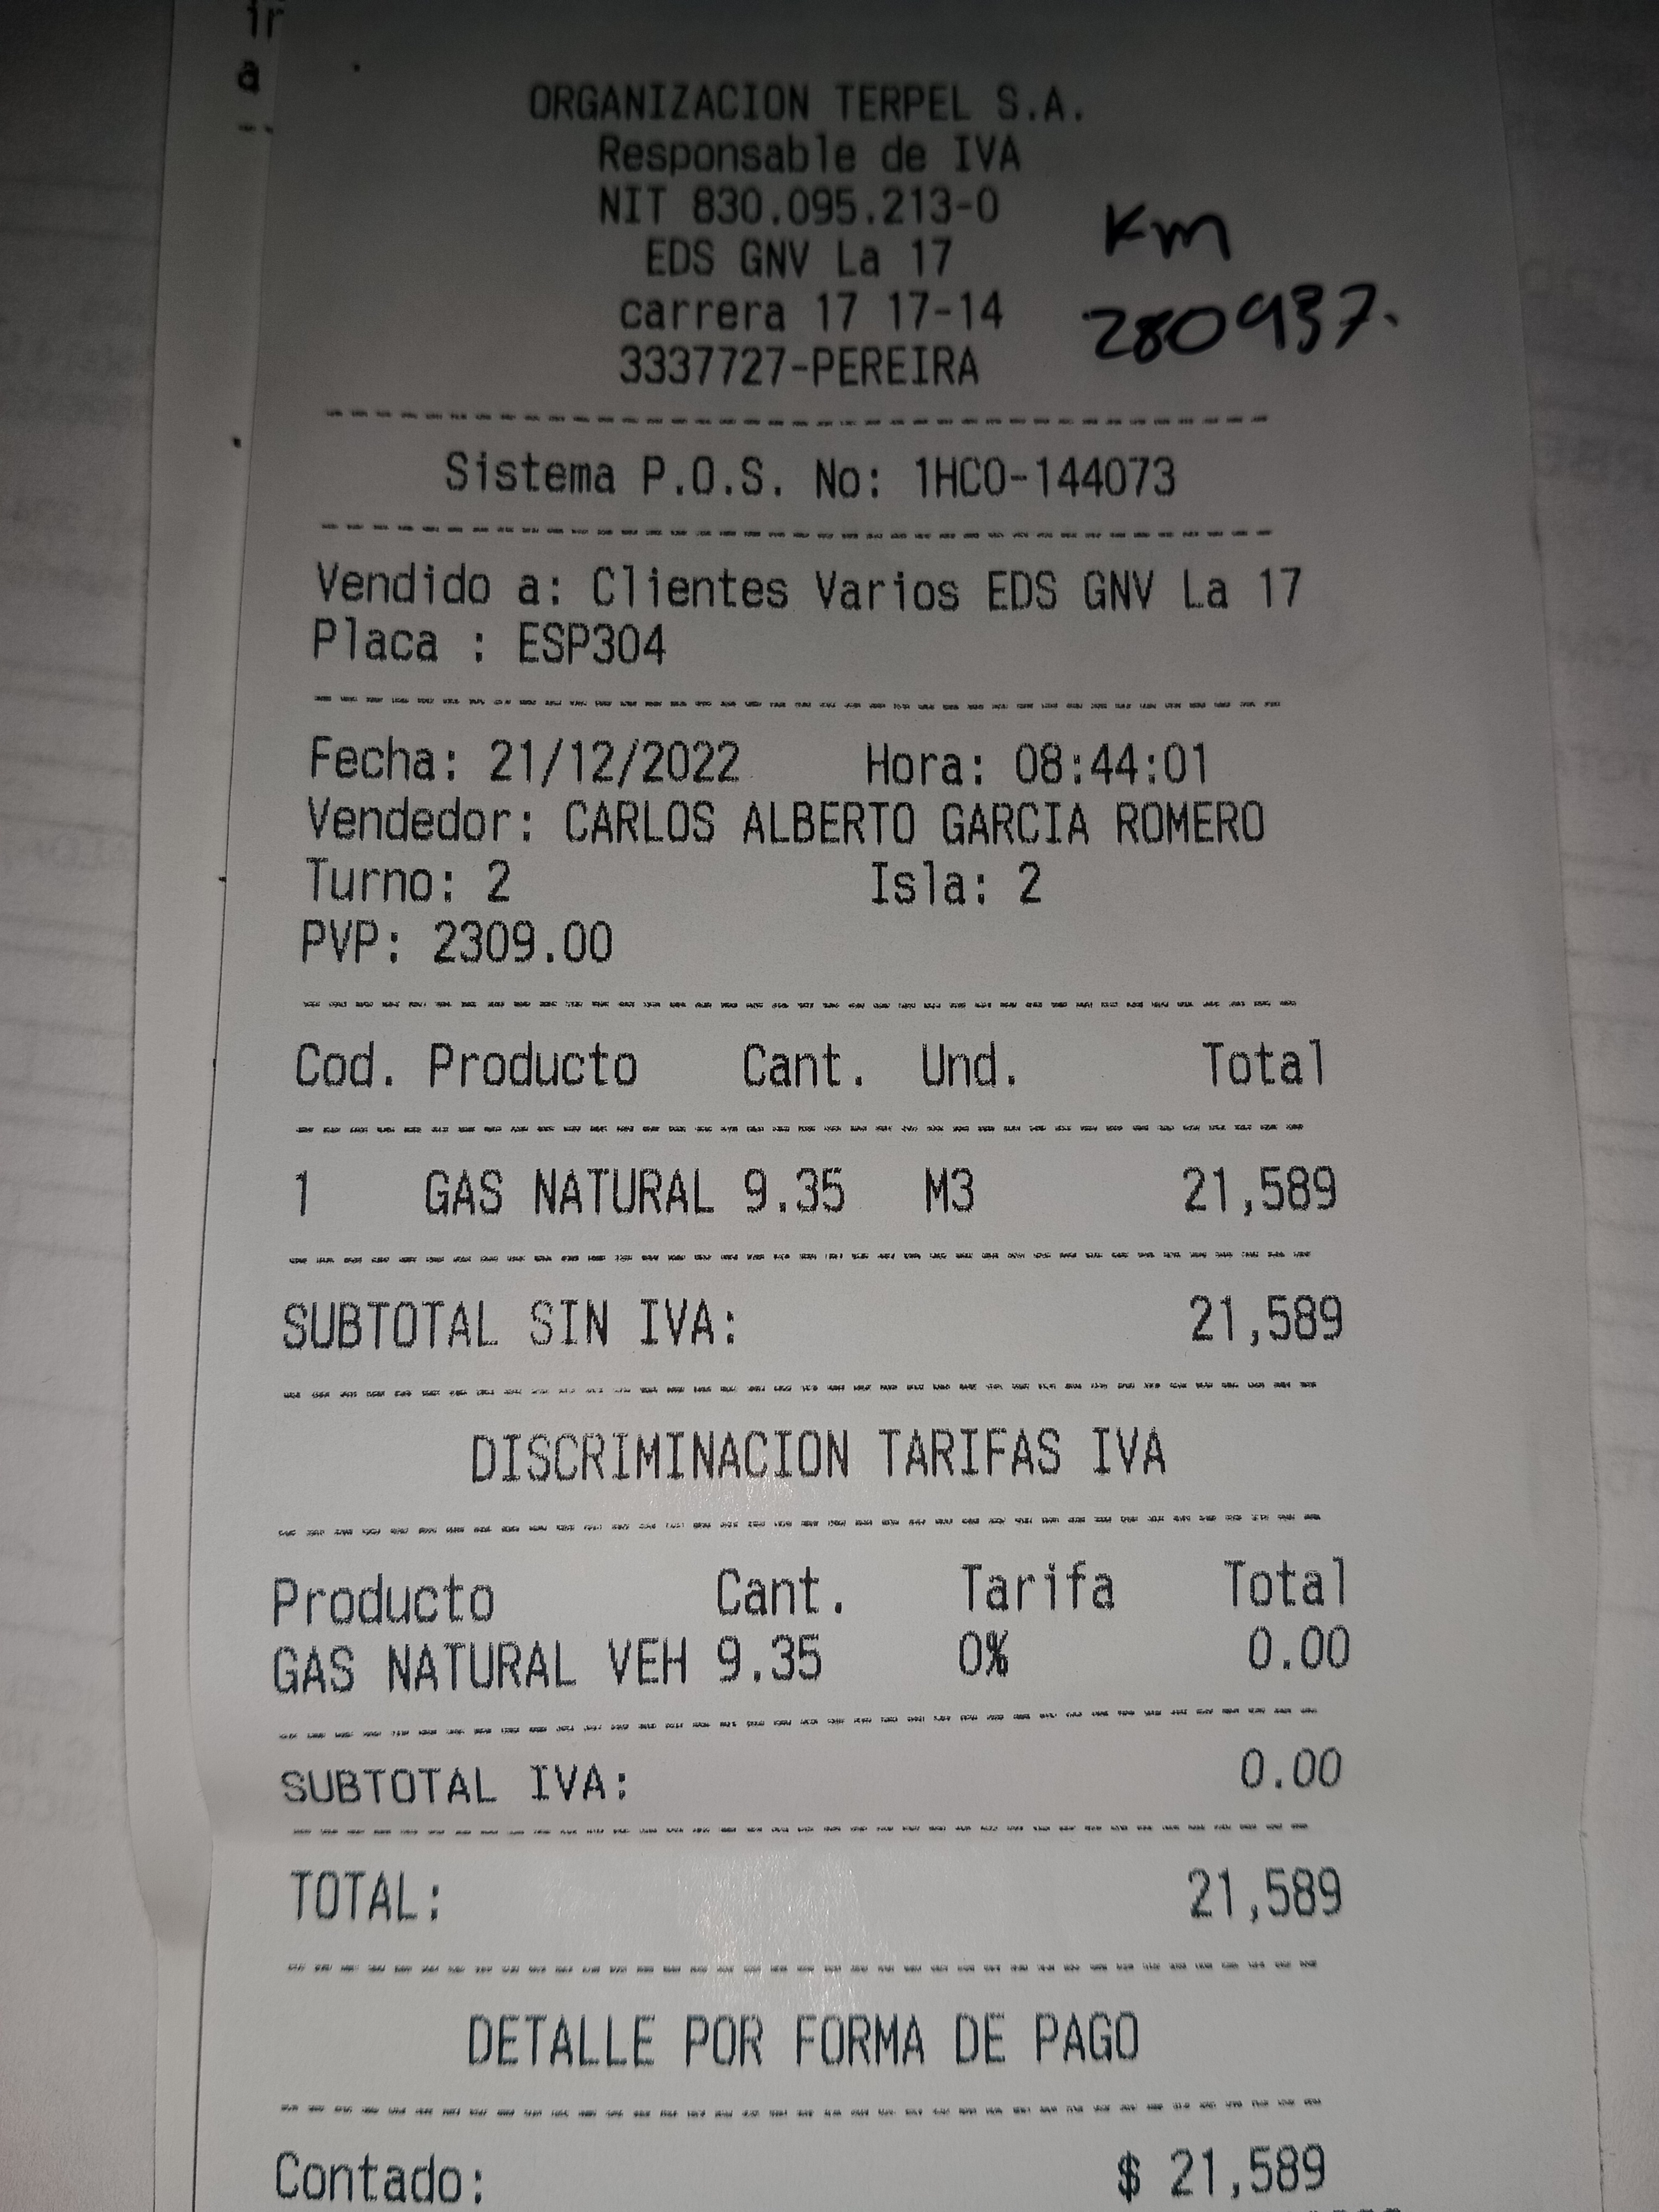 ir
a
--
ORGANIZACION TERPEL S.A.
Responsable de IVA
NIT 830.095.213-0
EDS GNV La 17
carrera 17 17-14
3337727-PEREIRA
Km
280937.
Sistema P.O.S. No: 1HCO-144073
Vendido a: Clientes Varios EDS GNV La 17
Placa : ESP304
Fecha: 21/12/2022 Hora: 08:44:01
Vendedor: CARLOS ALBERTO GARCIA ROMERO
Turno: 2 Isla: 2
PVP: 2309.00
Cod. Producto Cant. Und. Total
1 GAS NATURAL 9.35 M3 21,589
SUBTOTAL SIN IVA: 21,589
DISCRIMINACION TARIFAS IVA
Producto Cant. Tarifa Total
GAS NATURAL VEH 9.35 0% 0.00
SUBTOTAL IVA: 0.00
TOTAL: 21,589
DETALLE POR FORMA DE PAGO
Contado: $ 21,589